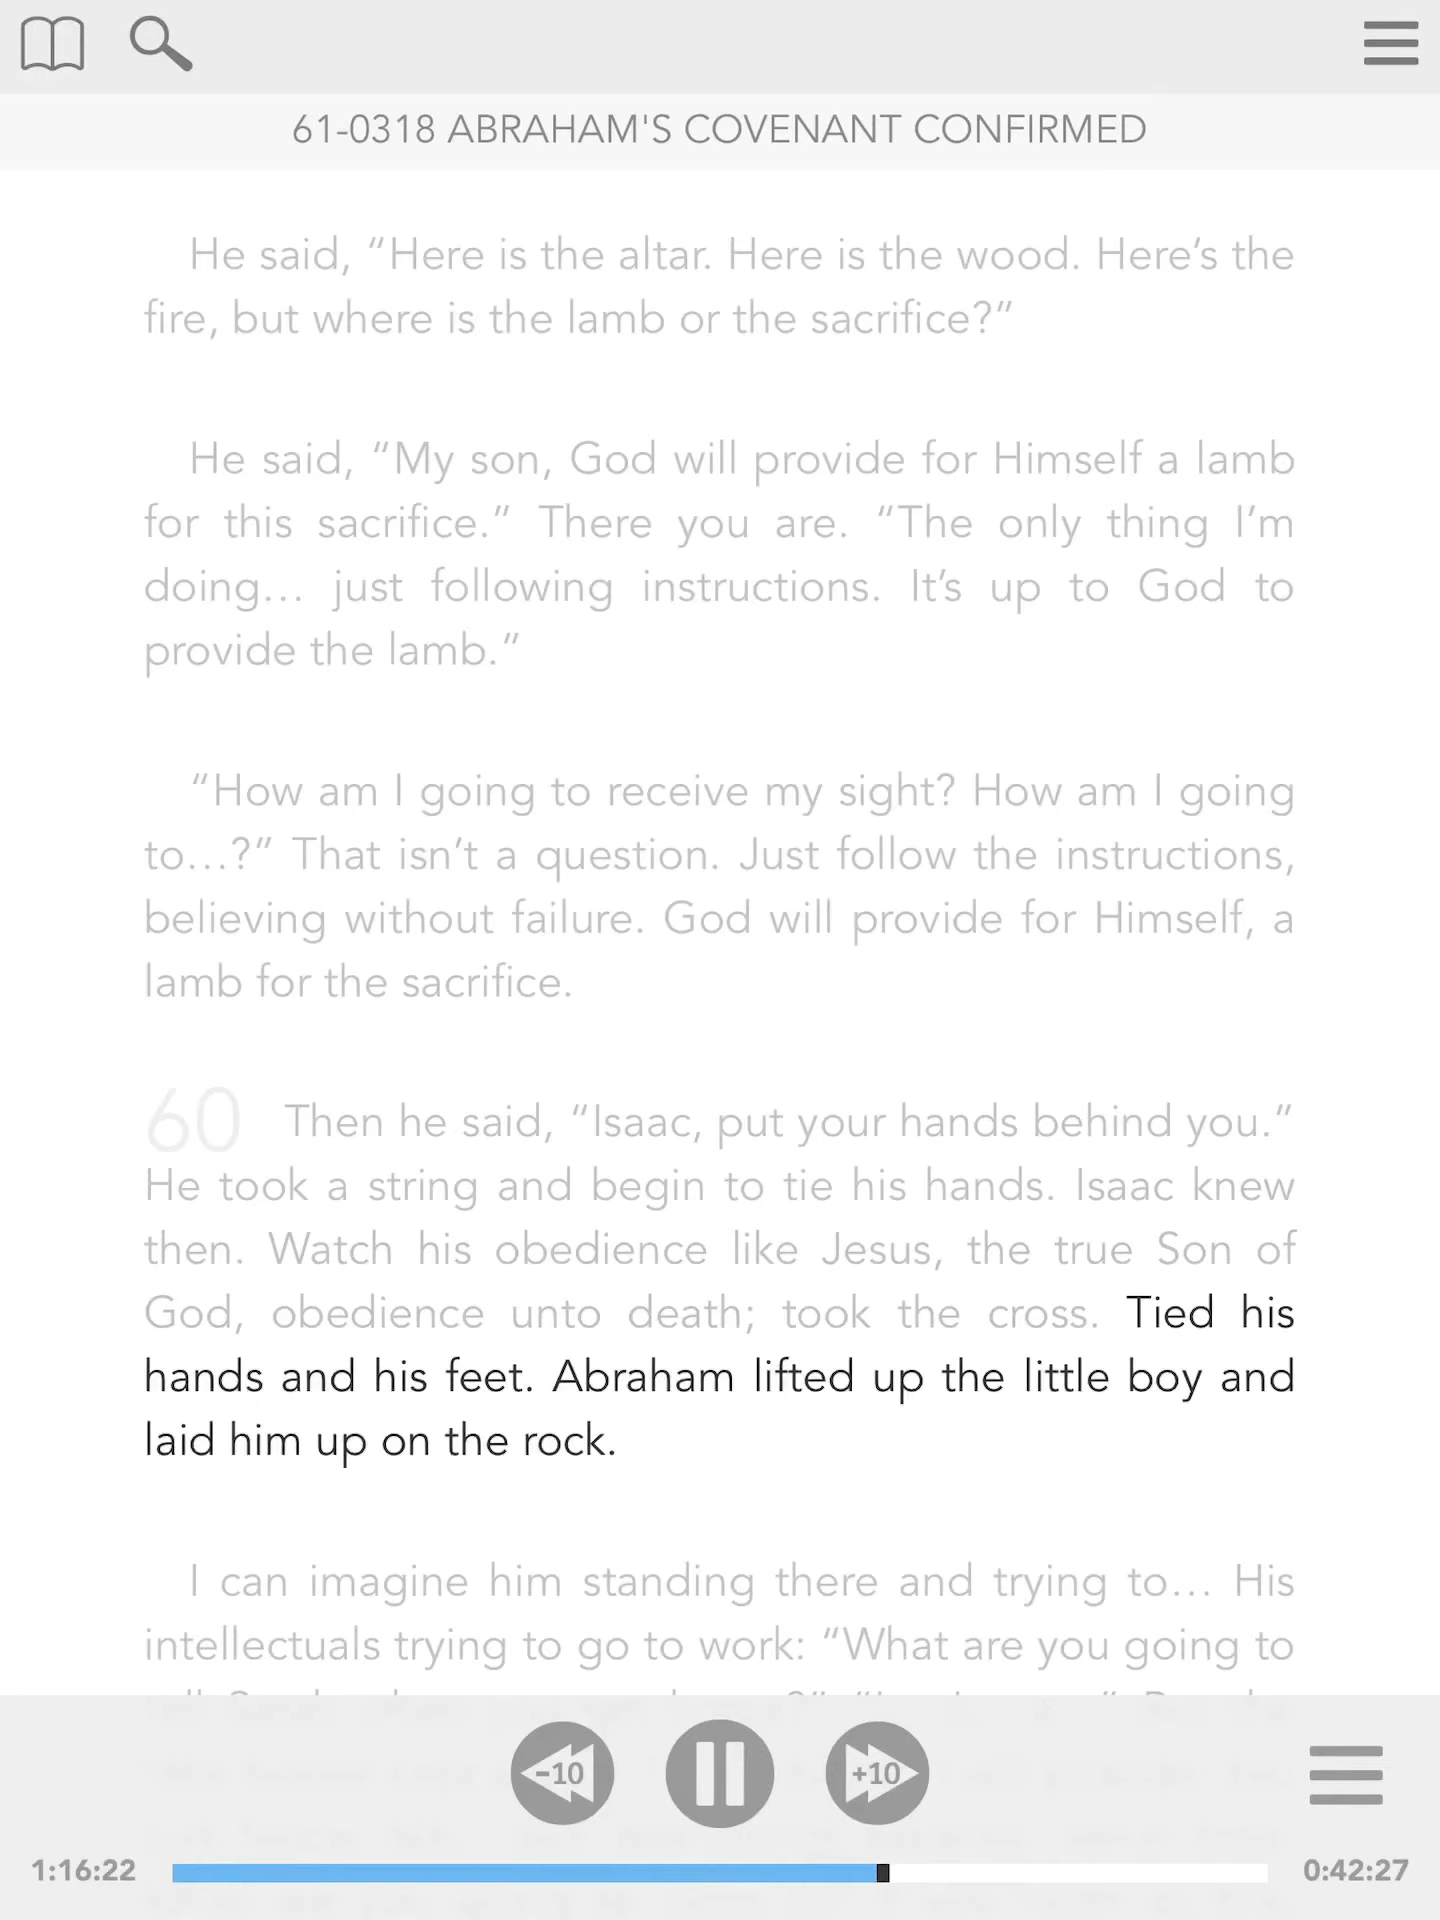 61-0318 ABRAHAM'S COVENANT CONFIRMED
He said, “Here is the altar. Here is the wood. Here’s the
fire, but where is the lamb or the sacrifice?”
He said, “My son, God will provide for Himself a lamb
for this sacrifice.” There you are. “The only thing I’m
doing… just following instructions. It’s up to God to
provide the lamb.”
“How am I going to receive my sight? How am I going
to…?” That isn’t a question. Just follow the instructions,
believing without failure. God will provide for Himself, a
lamb for the sacrifice.
60 Then he said, “Isaac, put your hands behind you.”
He took a string and begin to tie his hands. Isaac knew
then. Watch his obedience like Jesus, the true Son of
God, obedience unto death; took the cross. Tied his
hands and his feet. Abraham lifted up the little boy and
laid him up on the rock.
I can imagine him standing there and trying to… His
intellectuals trying to go to work: “What are you going to
-10
+10
1:16:22
0:42:27